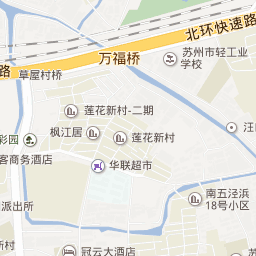 北环快速路
万福桥
苏州市轻工业
学校
路
草屋村桥
莲花新村-二期
枫江居
莲花新村
汪
彩园
客商务酒店
华联超市
南五泾浜
18号小区
派出所
冠云大酒店